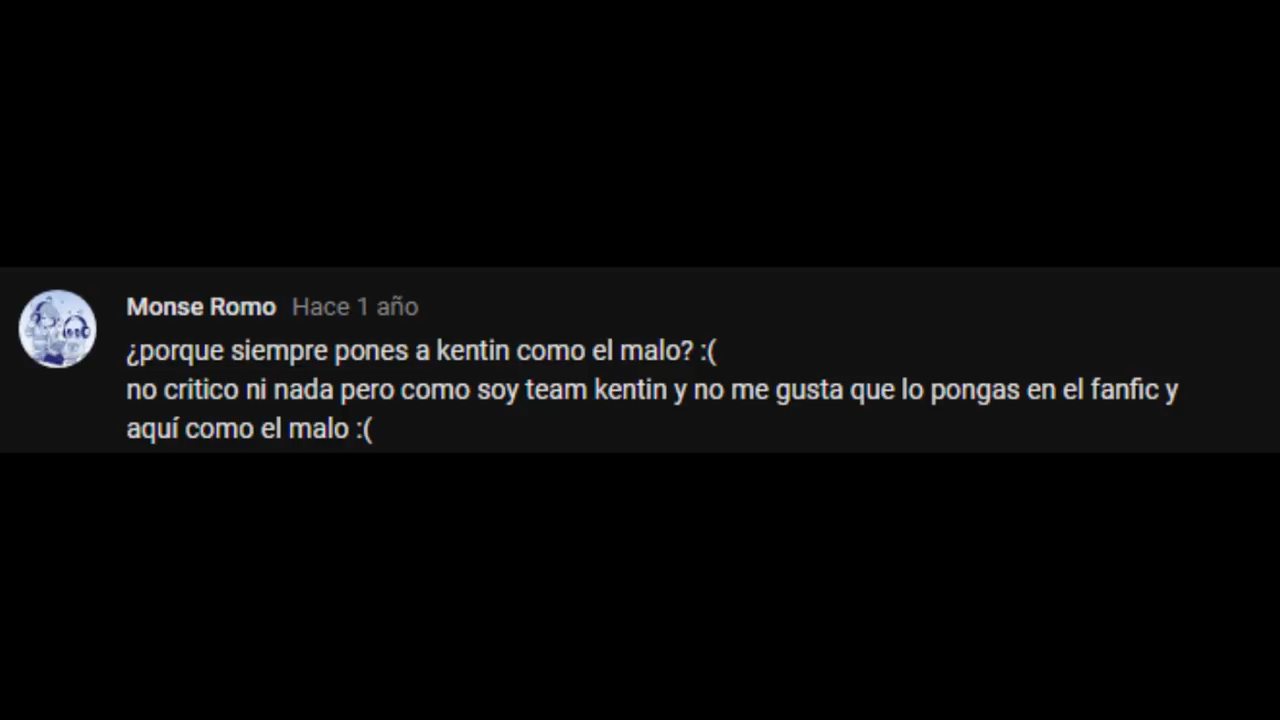 Monse Romo Hace 1 año
¿porque siempre pones a kentin como el malo? :(
no critico ni nada pero como soy team kentin y no me gusta que lo pongas en el fanfic y
aquí como el malo :(